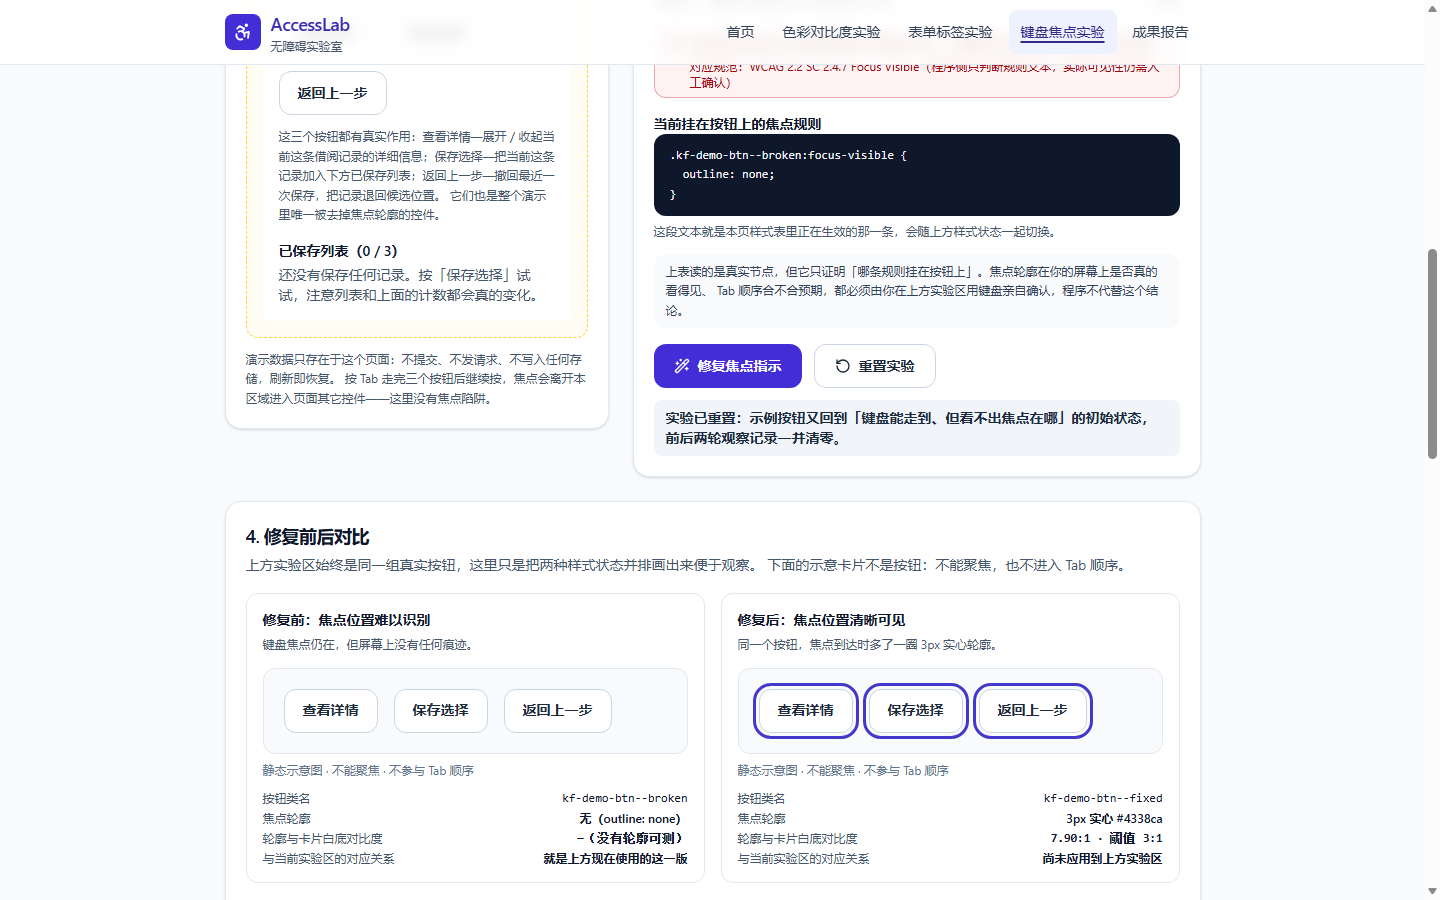 AccessLab
无障碍实验室
首页
色彩对比度实验
表单标签实验
键盘焦点实验
成果报告
返回上一步
这三个按钮都有真实作用：查看详情—展开 / 收起当
前这条借阅记录的详细信息；保存选择—把当前这条
记录加入下方已保存列表；返回上一步—撤回最近一
次保存，把记录退回候选位置。 它们也是整个演示
里唯一被去掉焦点轮廓的控件。
已保存列表（0 / 3）
还没有保存任何记录。按「保存选择」试
试，注意列表和上面的计数都会真的变化。
演示数据只存在于这个页面：不提交、不发请求、不写入任何存
储，刷新即恢复。 按 Tab 走完三个按钮后继续按，焦点会离开本
区域进入页面其它控件——这里没有焦点陷阱。
对应规范：WCAG 2.2 SC 2.4.7 Focus Visible（程序侧只判断规则文本，实际可见性仍需人
工确认）
当前挂在按钮上的焦点规则
.kf-demo-btn--broken:focus-visible {
outline: none;
}
这段文本就是本页样式表里正在生效的那一条，会随上方样式状态一起切换。
上表读的是真实节点，但它只证明「哪条规则挂在按钮上」。焦点轮廓在你的屏幕上是否真的
看得见、 Tab 顺序合不合预期，都必须由你在上方实验区用键盘亲自确认，程序不代替这个结
论。
修复焦点指示
重置实验
实验已重置：示例按钮又回到「键盘能走到、但看不出焦点在哪」的初始状态，
前后两轮观察记录一并清零。
4. 修复前后对比
上方实验区始终是同一组真实按钮，这里只是把两种样式状态并排画出来便于观察。 下面的示意卡片不是按钮：不能聚焦，也不进入 Tab 顺序。
修复前：焦点位置难以识别
键盘焦点仍在，但屏幕上没有任何痕迹。
查看详情
保存选择
返回上一步
静态示意图 · 不能聚焦 · 不参与 Tab 顺序
按钮类名 kf-demo-btn--broken
焦点轮廓 无（outline: none）
轮廓与卡片白底对比度 —（没有轮廓可测）
与当前实验区的对应关系 就是上方现在使用的这一版
修复后：焦点位置清晰可见
同一个按钮，焦点到达时多了一圈 3px 实心轮廓。
查看详情
保存选择
返回上一步
静态示意图 · 不能聚焦 · 不参与 Tab 顺序
按钮类名 kf-demo-btn--fixed
焦点轮廓 3px 实心 #4338ca
轮廓与卡片白底对比度 7.90:1 · 阈值 3:1
与当前实验区的对应关系 尚未应用到上方实验区